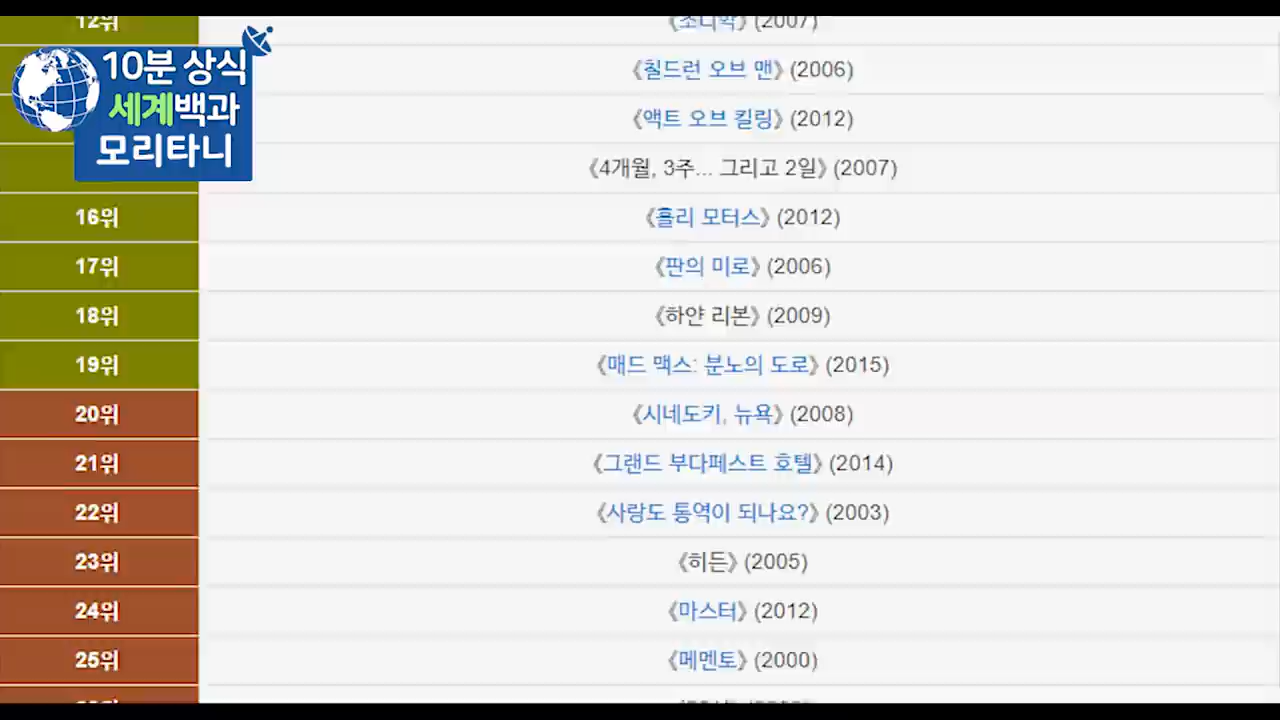 12위 《조디악》 (2007)
10분 상식
세계백과
모리타니
《칠드런 오브 맨》 (2006)
《액트 오브 킬링》 (2012)
《4개월, 3주... 그리고 2일》 (2007)
16위 《홀리 모터스》 (2012)
17위 《판의 미로》 (2006)
18위 《하얀 리본》 (2009)
19위 《매드 맥스: 분노의 도로》 (2015)
20위 《시네도키, 뉴욕》 (2008)
21위 《그랜드 부다페스트 호텔》 (2014)
22위 《사랑도 통역이 되나요?》 (2003)
23위 《히든》 (2005)
24위 《마스터》 (2012)
25위 《메멘토》 (2000)